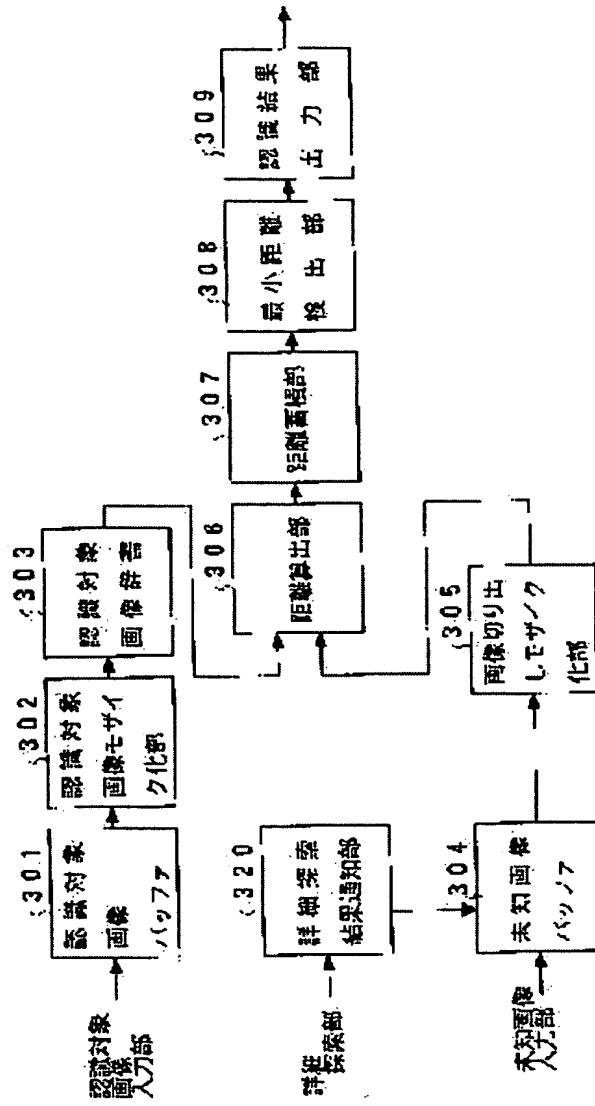 認識対象
画像
入力部
301
認識対象
画像
バッファ
302
認識対象
画像モザイ
ク化部
303
認識対象
画像辞書
詳細
探索部
320
詳細探索
結果通知部
未知画像
入力部
304
未知画像
バッファ
305
画像切り出
しモザイク
化部
306
距離算出部
307
距離蓄積部
308
最小距離
検出部
309
認識結果
出力部